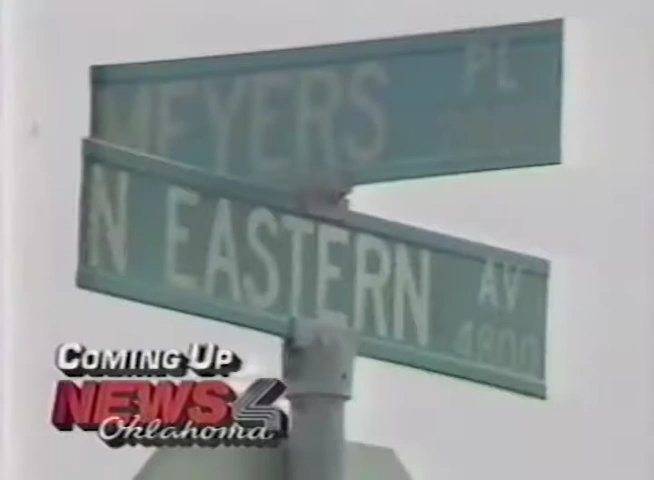 MEYERS PL
N EASTERN AV
4800
COMING UP
NEWS 4
Oklahoma